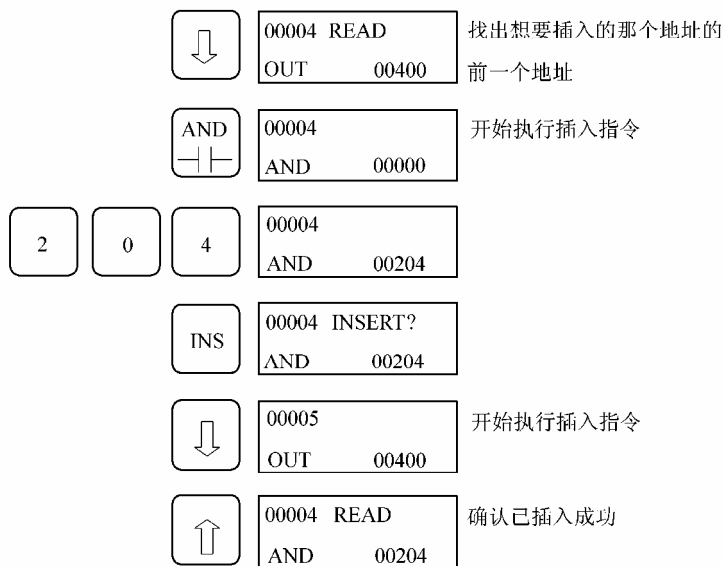 00004 READ
OUT 00400
找出想要插入的那个地址的
前一个地址
AND
00004
AND 00000
开始执行插入指令
2 0 4
00004
AND 00204
INS
00004 INSERT?
AND 00204
00005
OUT 00400
开始执行插入指令
00004 READ
AND 00204
确认已插入成功